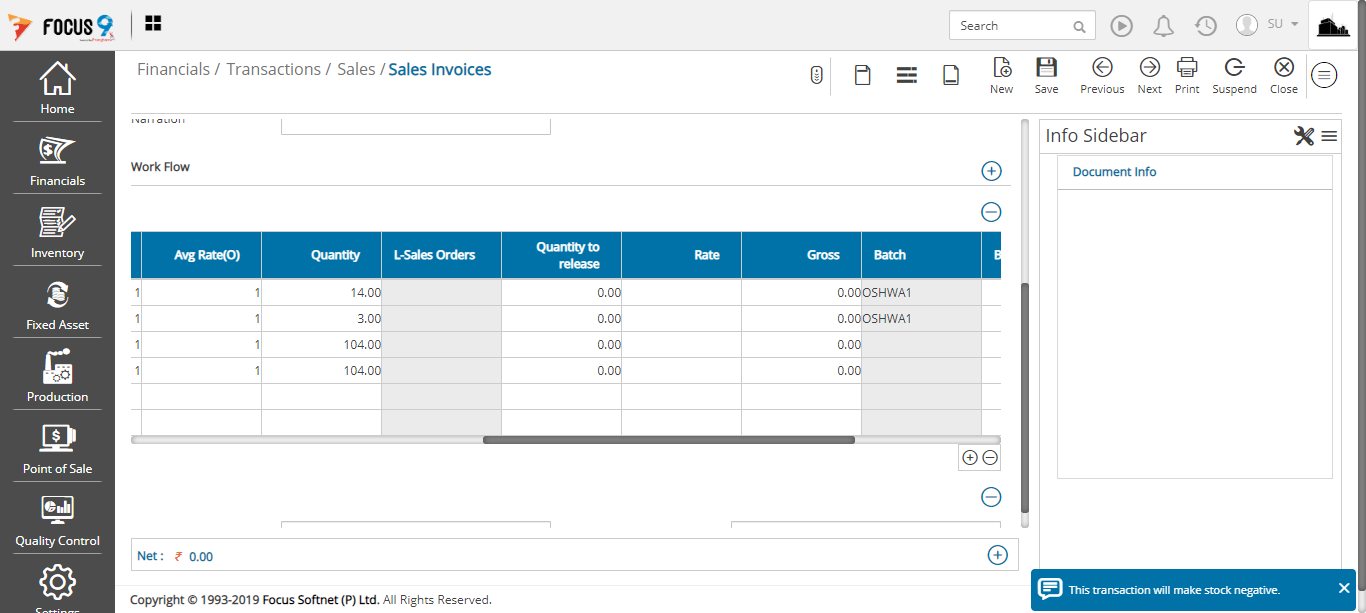 FOCUS 9
Search
SU
Home
Financials
Inventory
Fixed Asset
Production
Point of Sale
Quality Control
Settings
Financials / Transactions / Sales / Sales Invoices
New Save Previous Next Print Suspend Close
Narration
Work Flow
Avg Rate(O) Quantity L-Sales Orders Quantity to release Rate Gross Batch B
1 1 14.00 0.00 0.00 OSHWA1
1 1 3.00 0.00 0.00 OSHWA1
1 1 104.00 0.00 0.00
1 1 104.00 0.00 0.00
Net : ₹ 0.00
Info Sidebar
Document Info
This transaction will make stock negative.
Copyright © 1993-2019 Focus Softnet (P) Ltd. All Rights Reserved.